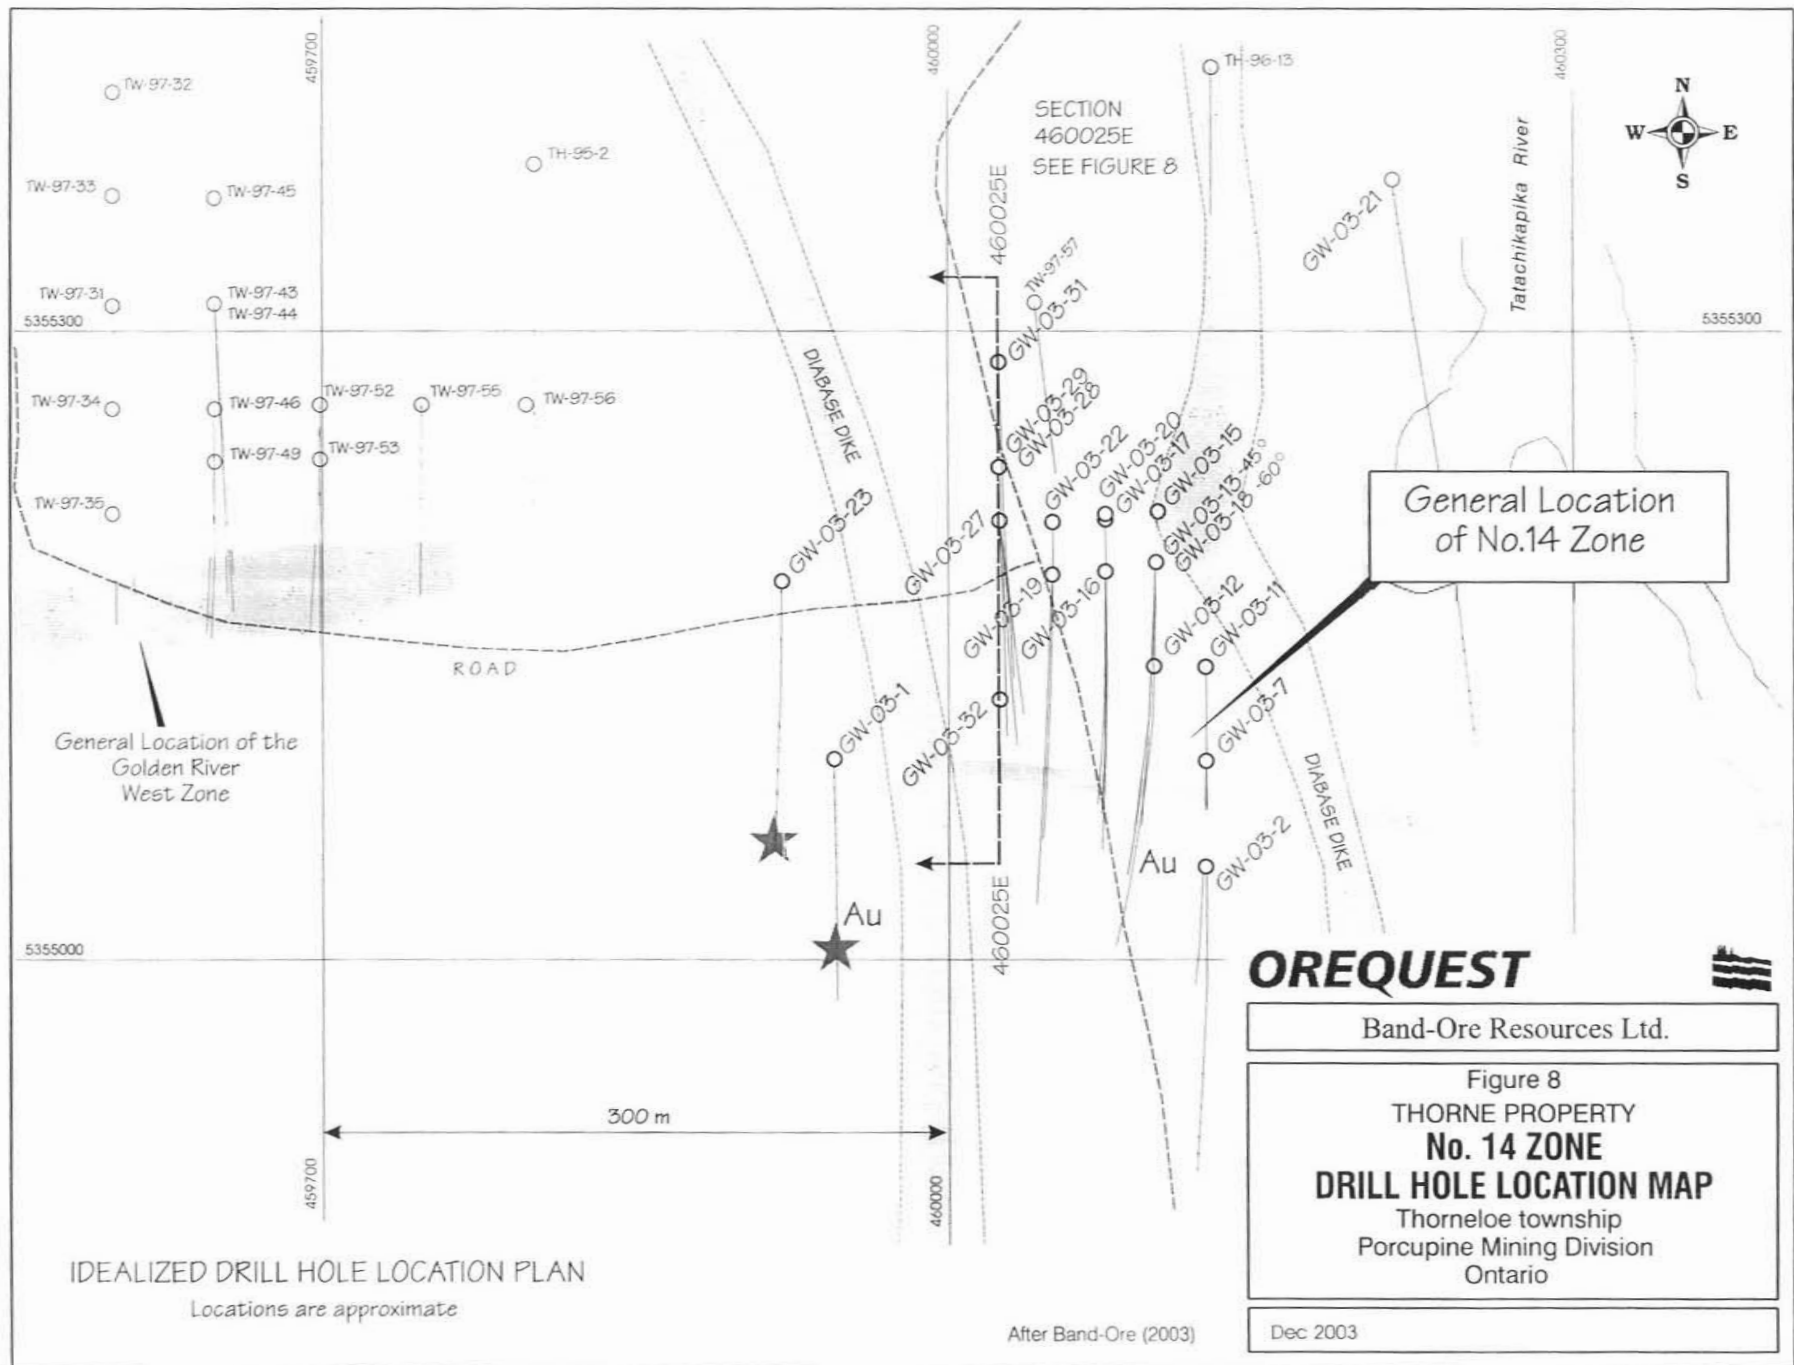 459700
460000
460300
TW-97-32
TH-96-13
N
W E
S
SECTION
460025E
SEE FIGURE 8
TH-95-2
TW-97-33
TW-97-45
460025E
GW-03-21
Tatachikapika River
TW-97-57
GW-03-31
TW-97-31
TW-97-43
TW-97-44
5355300
5355300
DIABASE DIKE
TW-97-34
TW-97-46
TW-97-52
TW-97-55
TW-97-56
GW-03-29
GW-03-28
GW-03-22
GW-03-20
GW-03-17
GW-03-15
GW-03-13 -45°
GW-03-18 -60°
TW-97-49
TW-97-53
TW-97-35
GW-03-23
GW-03-27
General Location
of No.14 Zone
GW-03-19
GW-03-16
GW-03-12
GW-03-11
ROAD
GW-03-1
GW-03-32
GW-03-7
General Location of the
Golden River
West Zone
DIABASE DIKE
GW-03-2
Au
Au
460025E
5355000
OREQUEST
Band-Ore Resources Ltd.
Figure 8
THORNE PROPERTY
No. 14 ZONE
DRILL HOLE LOCATION MAP
Thorneloe township
Porcupine Mining Division
Ontario
Dec 2003
300 m
459700
460000
IDEALIZED DRILL HOLE LOCATION PLAN
Locations are approximate
After Band-Ore (2003)